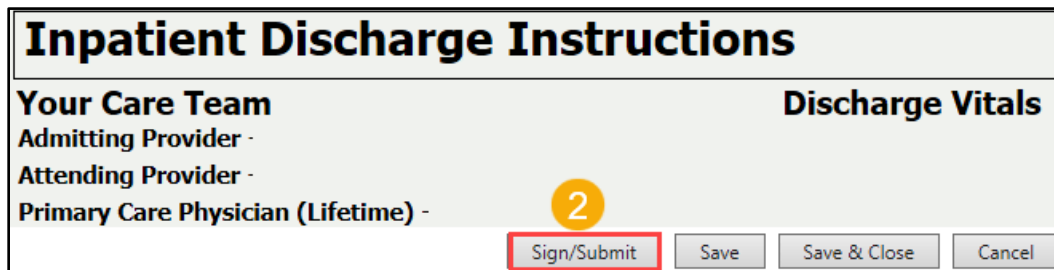 Inpatient Discharge Instructions
Your Care Team Discharge Vitals
Admitting Provider -
Attending Provider -
Primary Care Physician (Lifetime) -
2
Sign/Submit Save Save & Close Cancel